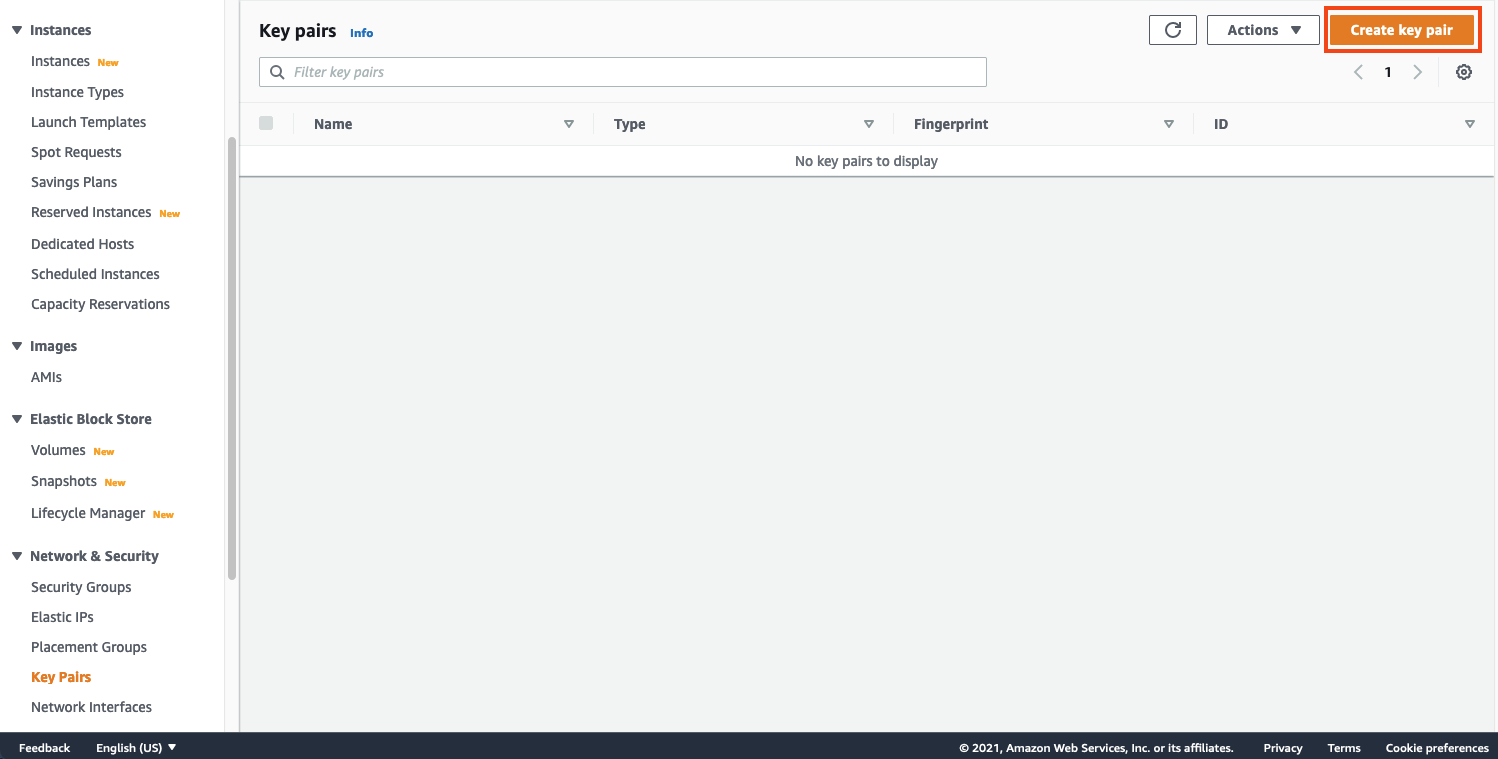 Instances
Instances New
Instance Types
Launch Templates
Spot Requests
Savings Plans
Reserved Instances New
Dedicated Hosts
Scheduled Instances
Capacity Reservations
Images
AMIs
Elastic Block Store
Volumes New
Snapshots New
Lifecycle Manager New
Network & Security
Security Groups
Elastic IPs
Placement Groups
Key Pairs
Network Interfaces
Key pairs Info Actions Create key pair
Filter key pairs 1
Name Type Fingerprint ID
No key pairs to display
Feedback English (US) © 2021, Amazon Web Services, Inc. or its affiliates. Privacy Terms Cookie preferences